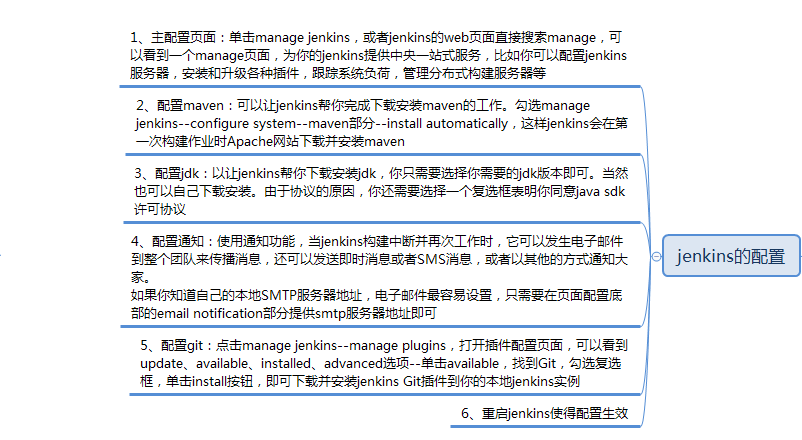 1、主配置页面：单击manage jenkins，或者jenkins的web页面直接搜索manage，可
以看到一个manage页面，为你的jenkins提供中央一站式服务，比如你可以配置jenkins
服务器，安装和升级各种插件，跟踪系统负荷，管理分布式构建服务器等
2、配置maven：可以让jenkins帮你完成下载安装maven的工作。勾选manage
jenkins--configure system--maven部分--install automatically，这样jenkins会在第
一次构建作业时Apache网站下载并安装maven
3、配置jdk：以让jenkins帮你下载安装jdk，你只需要选择你需要的jdk版本即可。当然
也可以自己下载安装。由于协议的原因，你还需要选择一个复选框表明你同意java sdk
许可协议
4、配置通知：使用通知功能，当jenkins构建中断并再次工作时，它可以发生电子邮件
到整个团队来传播消息，还可以发送即时消息或者SMS消息，或者以其他的方式通知大
家。
如果你知道自己的本地SMTP服务器地址，电子邮件最容易设置，只需要在页面配置底
部的email notification部分提供smtp服务器地址即可
jenkins的配置
5、配置git：点击manage jenkins--manage plugins，打开插件配置页面，可以看到
update、available、installed、advanced选项--单击available，找到Git，勾选复选
框，单击install按钮，即可下载并安装jenkins Git插件到你的本地jenkins实例
6、重启jenkins使得配置生效